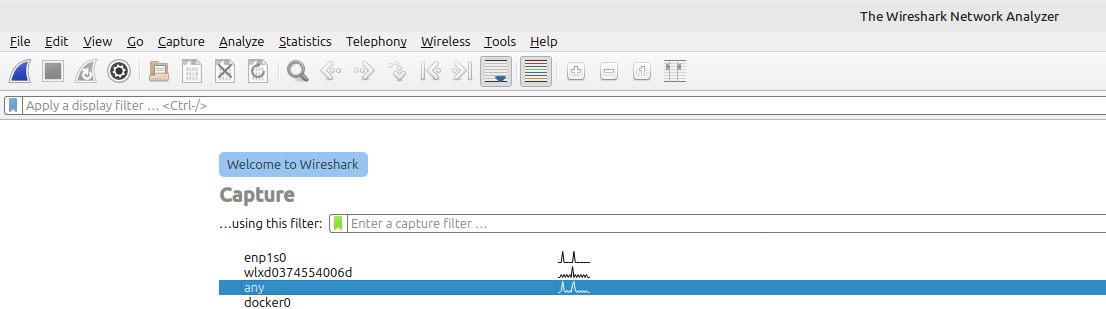 The Wireshark Network Analyzer
File Edit View Go Capture Analyze Statistics Telephony Wireless Tools Help
Apply a display filter … <Ctrl-/>
Welcome to Wireshark
Capture
…using this filter: Enter a capture filter …
enp1s0
wlxd0374554006d
any
docker0